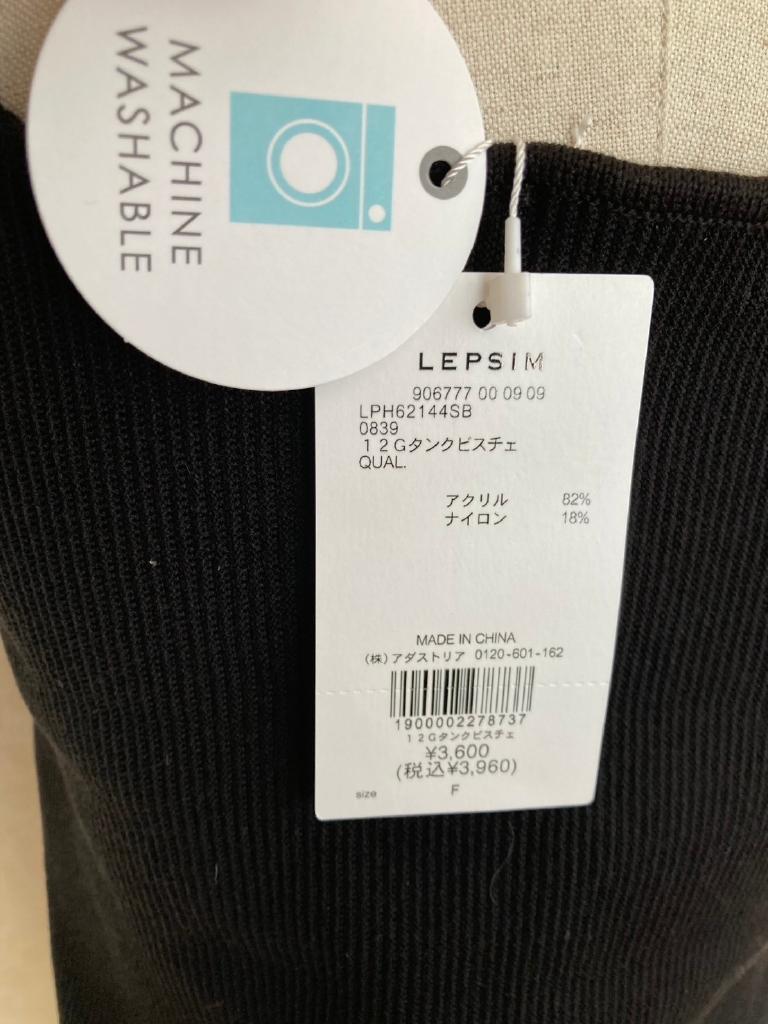 MACHINE
WASHABLE
LEPSIM
906777 00 09 09
LPH62144SB
0839
12Gタンクビスチェ
QUAL.
アクリル 82%
ナイロン 18%
MADE IN CHINA
(株)アダストリア 0120-601-162
1900002278737
12Gタンクビスチェ
¥3,600
(税込¥3,960)
size F